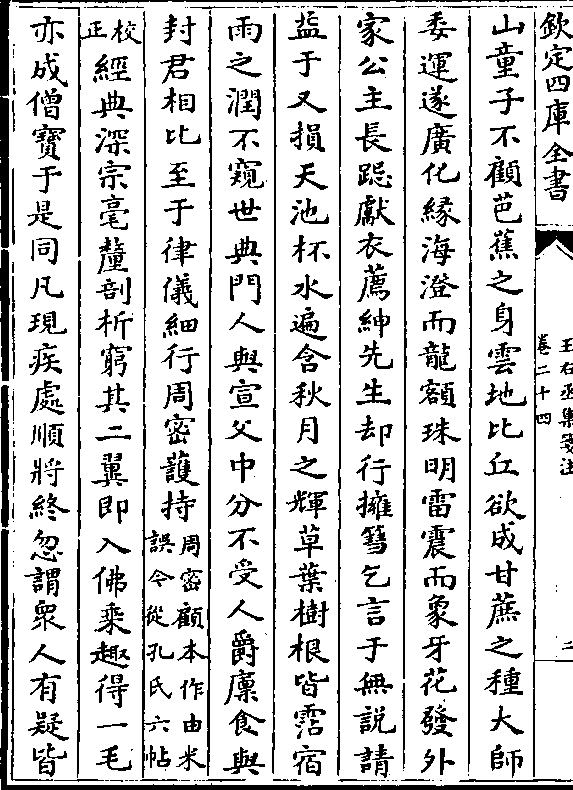 欽定四庫全書
王右丞集箋注
卷二十四
二
山童子不顧芭蕉之身雲地比丘欲成甘蔗之種大師
委運遂廣化緣海澄而龍額珠明雷震而象牙花發外
家公主長跽獻衣薦紳先生却行擁篲乞言于無說請
益于又損天池杯水遍含秋月之輝草葉樹根皆霑宿
雨之潤不窺世典門人與宣父中分不受人爵廩食與
封君相比至于律儀細行周密護持周密顧本作由米誤今從孔氏六帖
校正經典深宗毫釐剖析窮其二翼即入佛乘趣得一毛
亦成僧寶于是同凡現疾處順將終忽謂衆人有疑皆